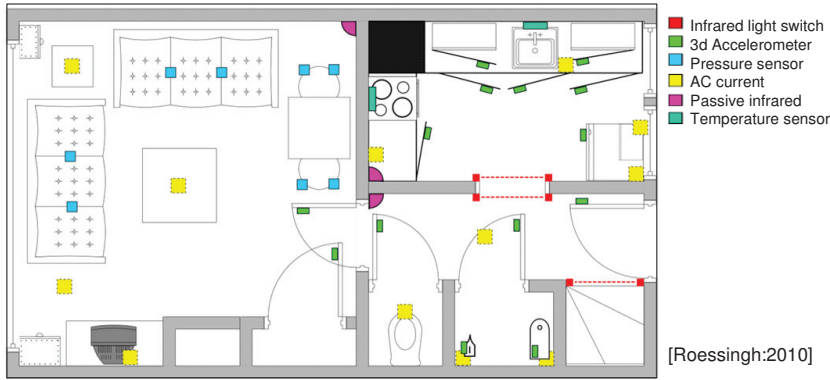 Infrared light switch
3d Accelerometer
Pressure sensor
AC current
Passive infrared
Temperature sensor
[Roessingh:2010]